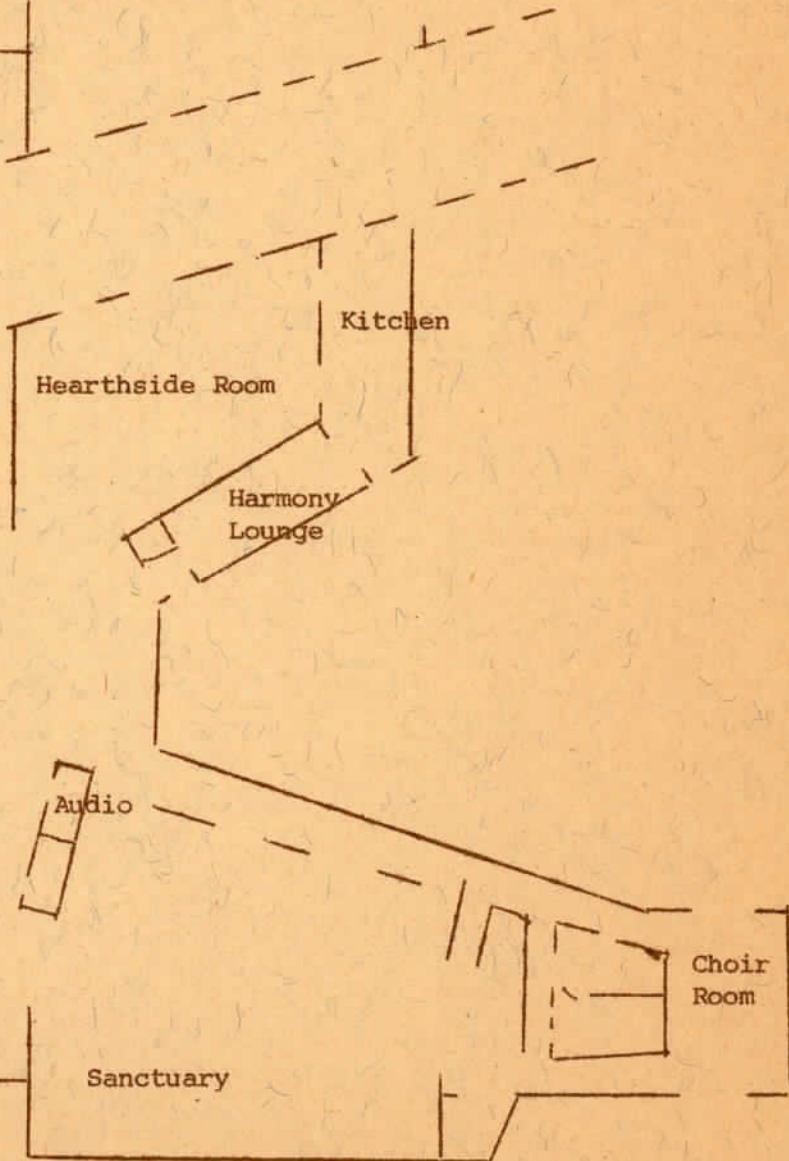 Kitchen
Hearthside Room
Harmony
Lounge
Audio
Choir
Room
Sanctuary